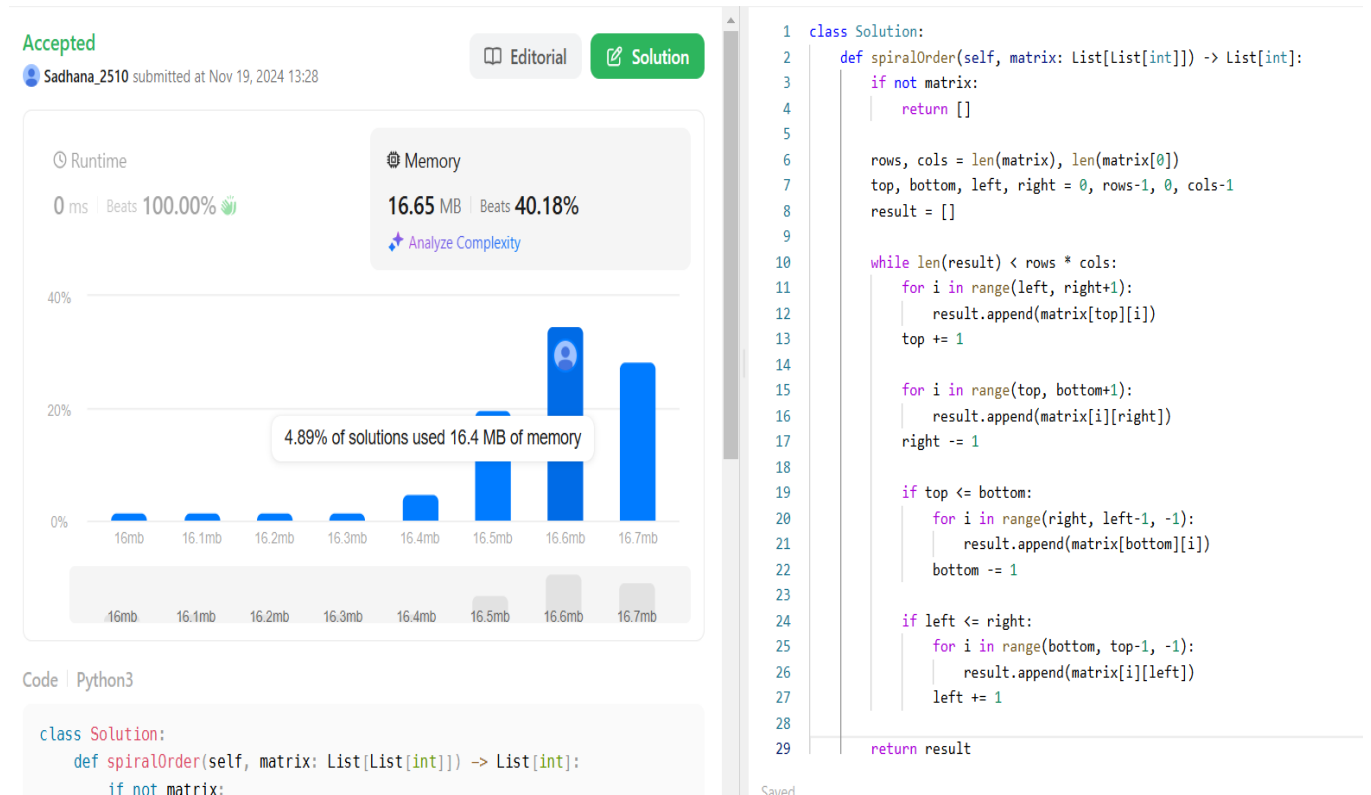 Accepted
Sadhana_2510 submitted at Nov 19, 2024 13:28
Editorial
Solution
Runtime
0 ms Beats 100.00%
Memory
16.65 MB Beats 40.18%
Analyze Complexity
40%
20%
0%
4.89% of solutions used 16.4 MB of memory
16mb 16.1mb 16.2mb 16.3mb 16.4mb 16.5mb 16.6mb 16.7mb
16mb 16.1mb 16.2mb 16.3mb 16.4mb 16.5mb 16.6mb 16.7mb
Code Python3
class Solution:
    def spiralOrder(self, matrix: List[List[int]]) -> List[int]:
        if not matrix:
1 class Solution:
2     def spiralOrder(self, matrix: List[List[int]]) -> List[int]:
3         if not matrix:
4             return []
5
6         rows, cols = len(matrix), len(matrix[0])
7         top, bottom, left, right = 0, rows-1, 0, cols-1
8         result = []
9
10         while len(result) < rows * cols:
11             for i in range(left, right+1):
12                 result.append(matrix[top][i])
13             top += 1
14
15             for i in range(top, bottom+1):
16                 result.append(matrix[i][right])
17             right -= 1
18
19             if top <= bottom:
20                 for i in range(right, left-1, -1):
21                     result.append(matrix[bottom][i])
22                 bottom -= 1
23
24             if left <= right:
25                 for i in range(bottom, top-1, -1):
26                     result.append(matrix[i][left])
27                 left += 1
28
29         return result
Saved